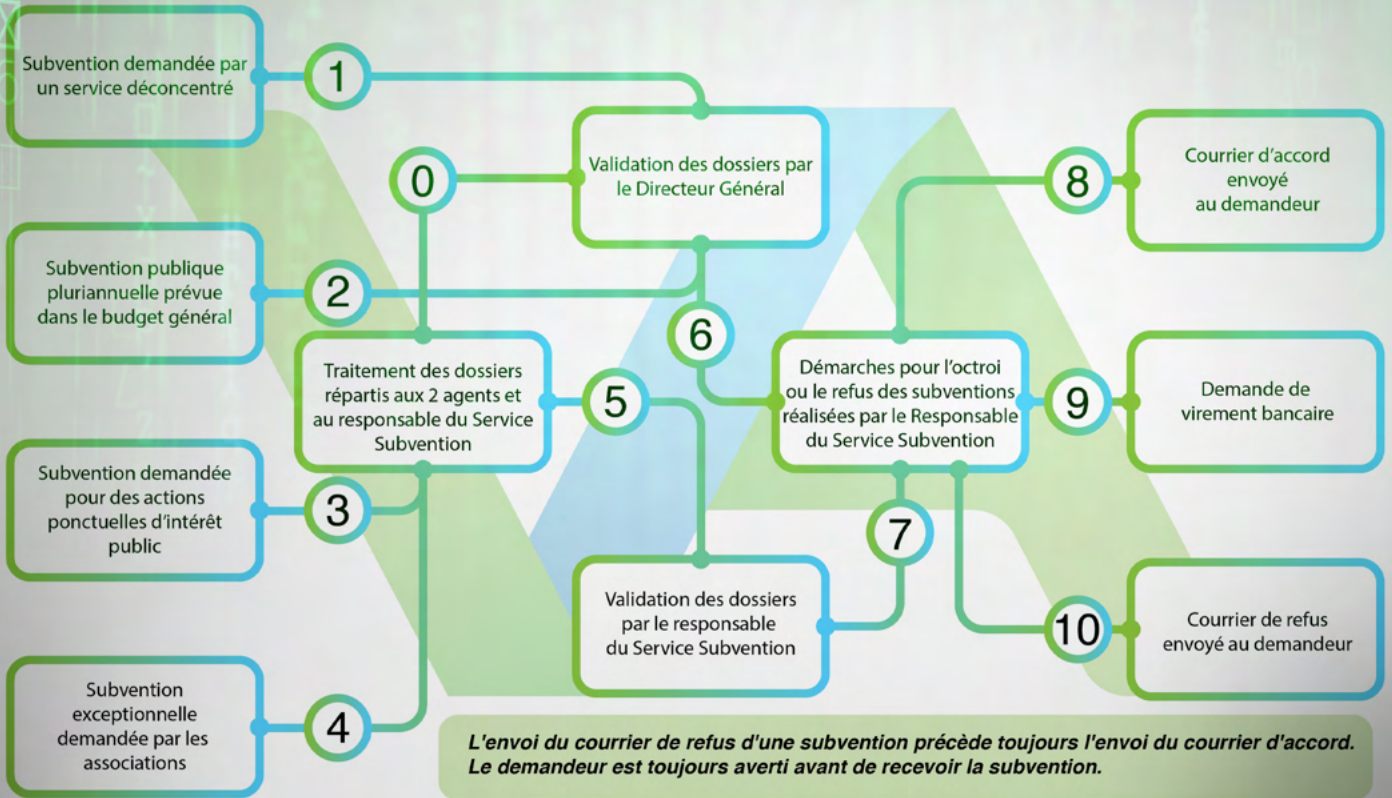 Subvention demandée par
un service déconcentré
1
Validation des dossiers par
le Directeur Général
0
8
Courrier d'accord
envoyé
au demandeur
Subvention publique
pluriannuelle prévue
dans le budget général
2
6
Traitement des dossiers
répartis aux 2 agents et
au responsable du Service
Subvention
5
Démarches pour l'octroi
ou le refus des subventions
réalisées par le Responsable
du Service Subvention
9
Demande de
virement bancaire
Subvention demandée
pour des actions
ponctuelles d'intérêt
public
3
7
Validation des dossiers
par le responsable
du Service Subvention
10
Courrier de refus
envoyé au demandeur
Subvention
exceptionnelle
demandée par les
associations
4
L'envoi du courrier de refus d'une subvention précède toujours l'envoi du courrier d'accord.
Le demandeur est toujours averti avant de recevoir la subvention.